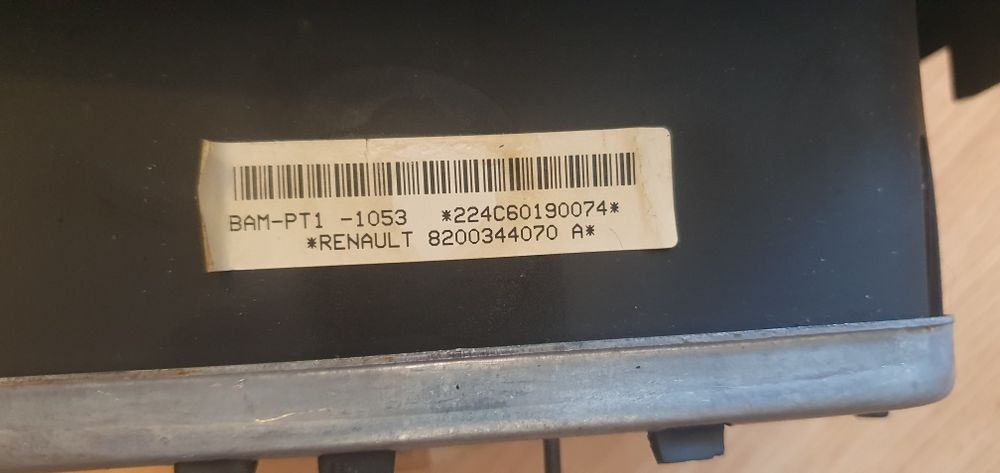 BAM-PT1 -1053 *224C60190074*
*RENAULT 8200344070 A*